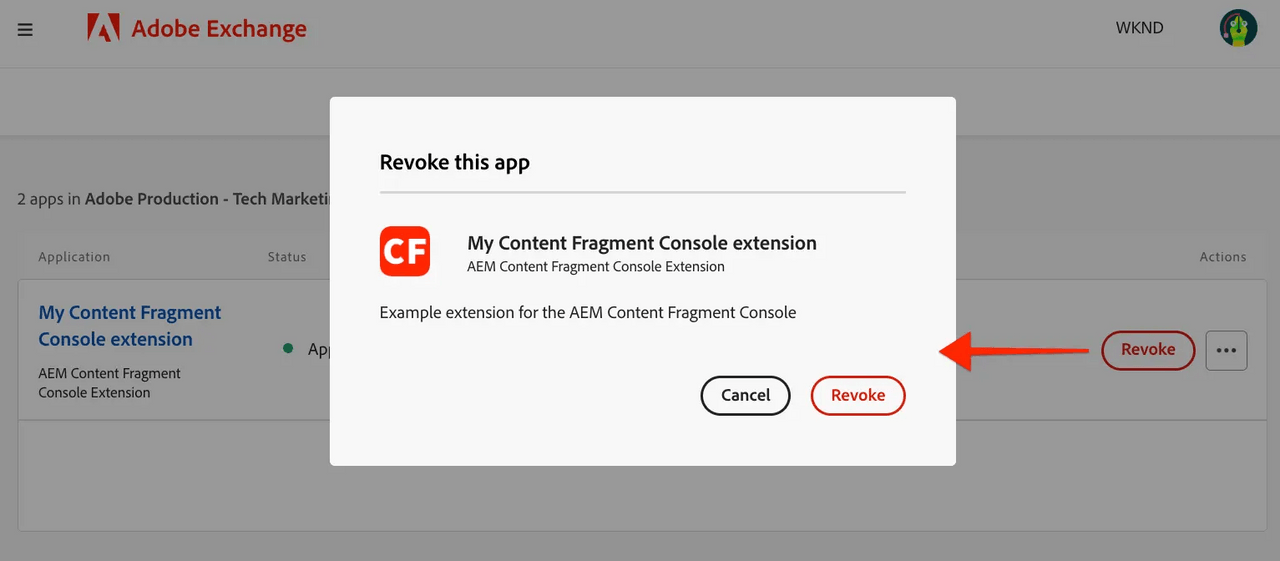 Adobe Exchange
WKND
Revoke this app
2 apps in Adobe Production - Tech
My Content Fragment Console extension
AEM Content Fragment Console Extension
Application
Status
Actions
Example extension for the AEM Content Fragment Console
My Content Fragment
Console extension
AEM Content Fragment
Console Extension
Revoke
Cancel
Revoke
CF